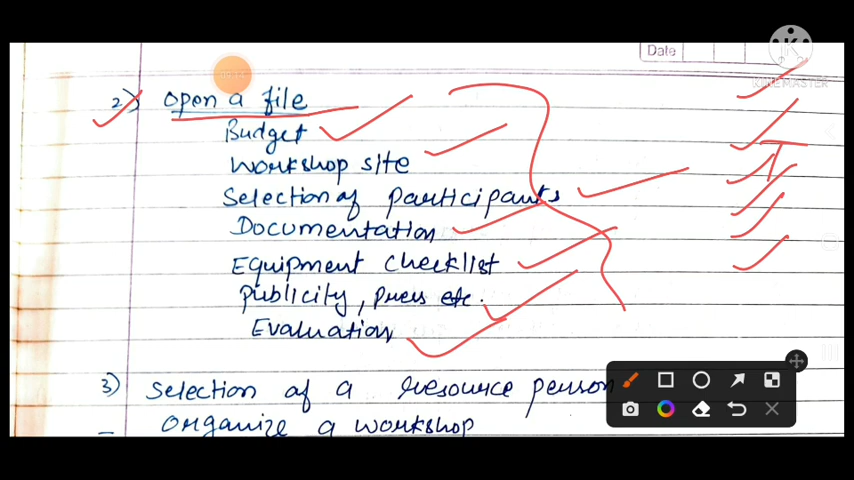 Date
KINEMASTER
2) Open a file
Budget
Workshop site
Selection of participants
Documentation
Equipment checklist
Publicity, press etc.
Evaluation
3) Selection of a Resource person
- Organize a workshop